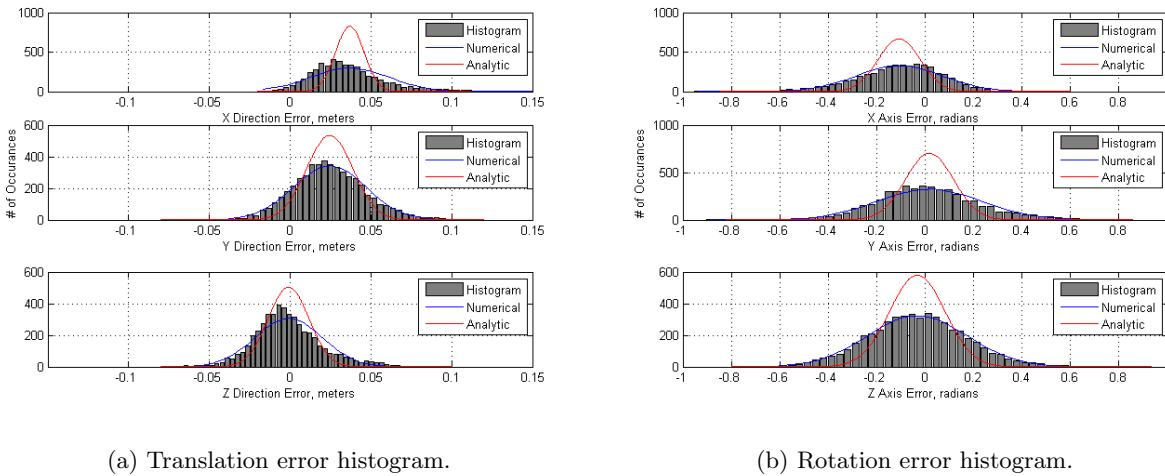 1000
500
0
-0.1
-0.05
0
0.05
0.1
0.15
X Direction Error, meters
Histogram
Numerical
Analytic
600
400
200
0
-0.1
-0.05
0
0.05
0.1
0.15
Y Direction Error, meters
# of Occurances
Histogram
Numerical
Analytic
600
400
200
0
-0.1
-0.05
0
0.05
0.1
0.15
Z Direction Error, meters
Histogram
Numerical
Analytic
(a) Translation error histogram.
1000
500
0
-1
-0.8
-0.6
-0.4
-0.2
0
0.2
0.4
0.6
0.8
X Axis Error, radians
Histogram
Numerical
Analytic
1000
500
0
-1
-0.8
-0.6
-0.4
-0.2
0
0.2
0.4
0.6
0.8
Y Axis Error, radians
# of Occurances
Histogram
Numerical
Analytic
600
400
200
0
-1
-0.8
-0.6
-0.4
-0.2
0
0.2
0.4
0.6
0.8
Z Axis Error, radians
Histogram
Numerical
Analytic
(b) Rotation error histogram.